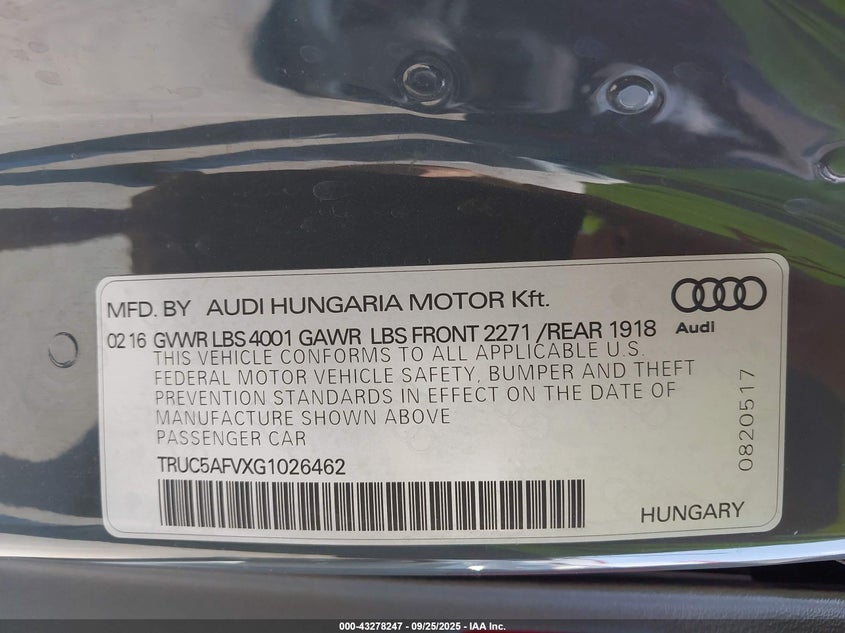 MFD. BY AUDI HUNGARIA MOTOR Kft.
Audi
02 16 GVWR LBS 4001 GAWR LBS FRONT 2271 /REAR 1918
THIS VEHICLE CONFORMS TO ALL APPLICABLE U.S.
FEDERAL MOTOR VEHICLE SAFETY, BUMPER AND THEFT
PREVENTION STANDARDS IN EFFECT ON THE DATE OF
MANUFACTURE SHOWN ABOVE
PASSENGER CAR
TRUC5AFVXG1026462
0820517
HUNGARY
000-43278247 - 09/25/2025 - IAA Inc.